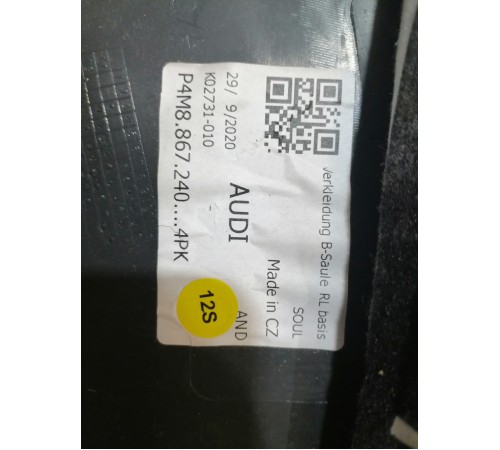 Verkleidung B-Säule RL basis
SOUL
Made in CZ
AUDI
AND
29/ 9/2020
K02731-010
P4M8.867.240....4PK
12S